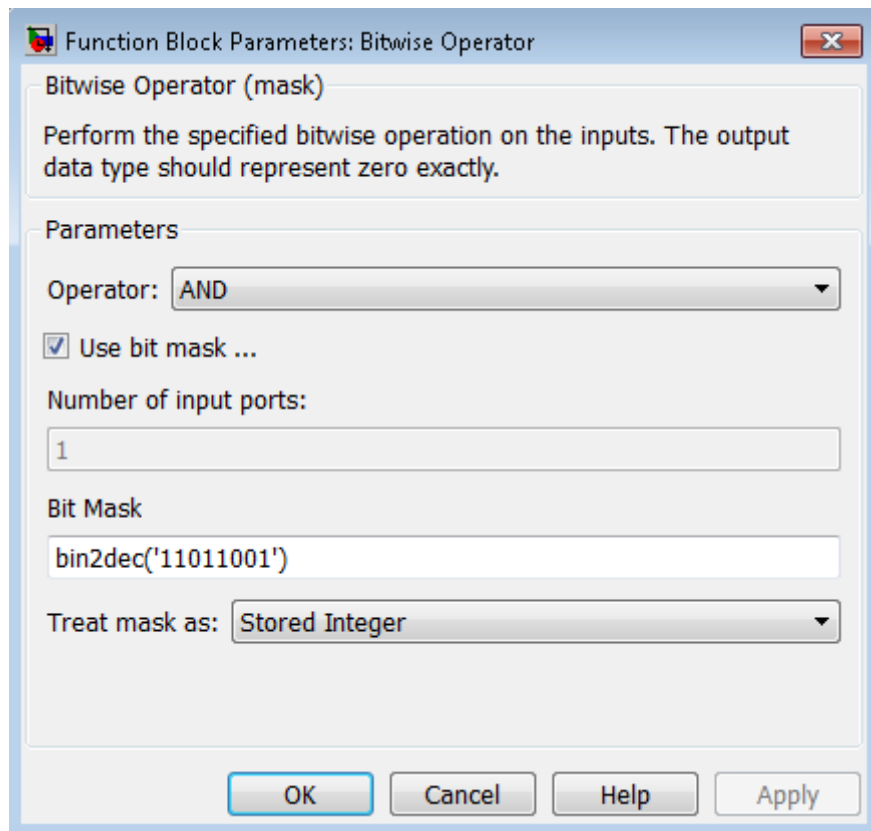 Function Block Parameters: Bitwise Operator
Bitwise Operator (mask)
Perform the specified bitwise operation on the inputs. The output
data type should represent zero exactly.
Parameters
Operator: AND
Use bit mask ...
Number of input ports:
1
Bit Mask
bin2dec('11011001')
Treat mask as: Stored Integer
OK Cancel Help Apply